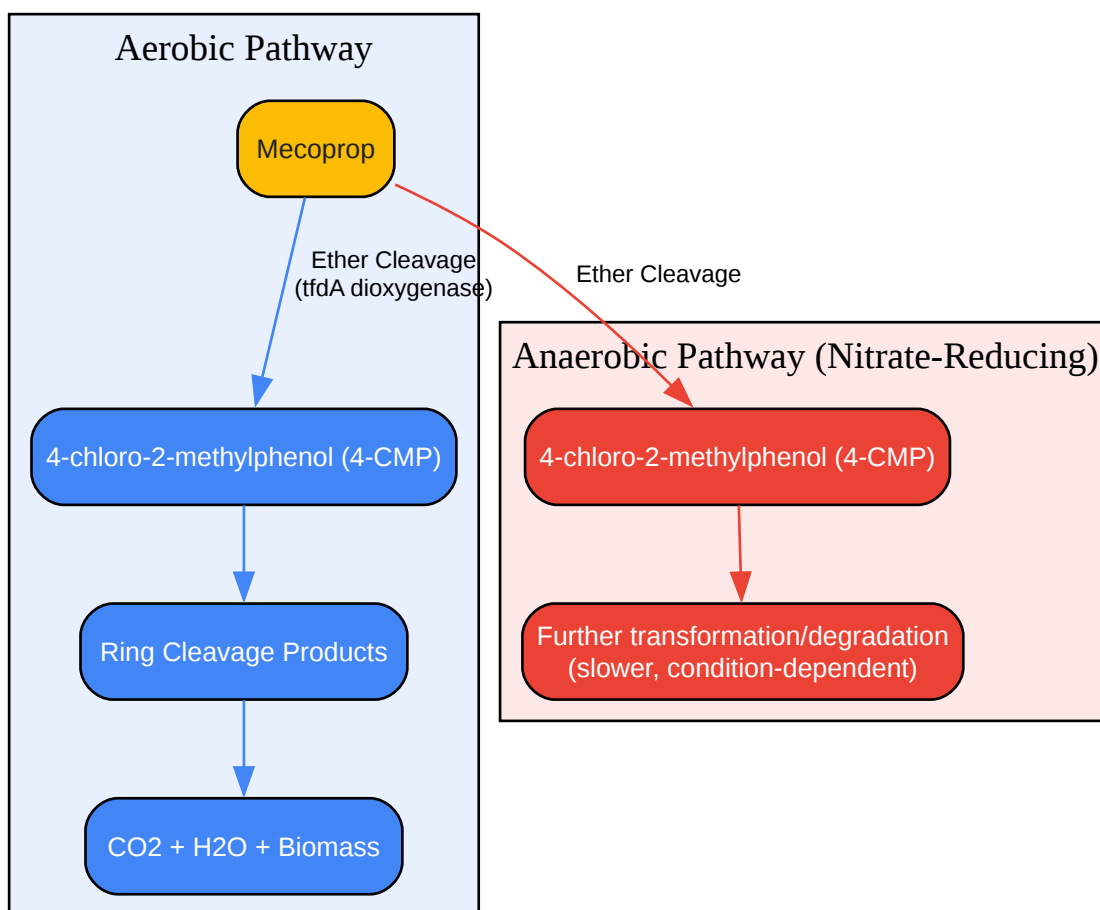 Aerobic Pathway
Mecoprop
Ether Cleavage
(tfdA dioxygenase)
Ether Cleavage
Anaerobic Pathway (Nitrate-Reducing)
4-chloro-2-methylphenol (4-CMP)
4-chloro-2-methylphenol (4-CMP)
Ring Cleavage Products
Further transformation/degradation
(slower, condition-dependent)
CO2 + H2O + Biomass